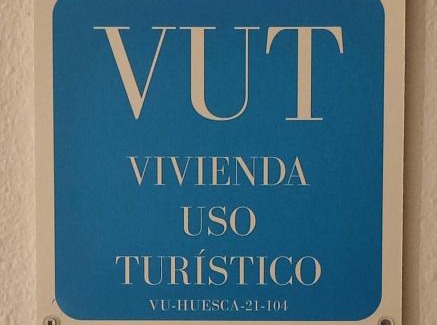 VUT
VIVIENDA
USO
TURÍSTICO
VU-HUESCA-21-104